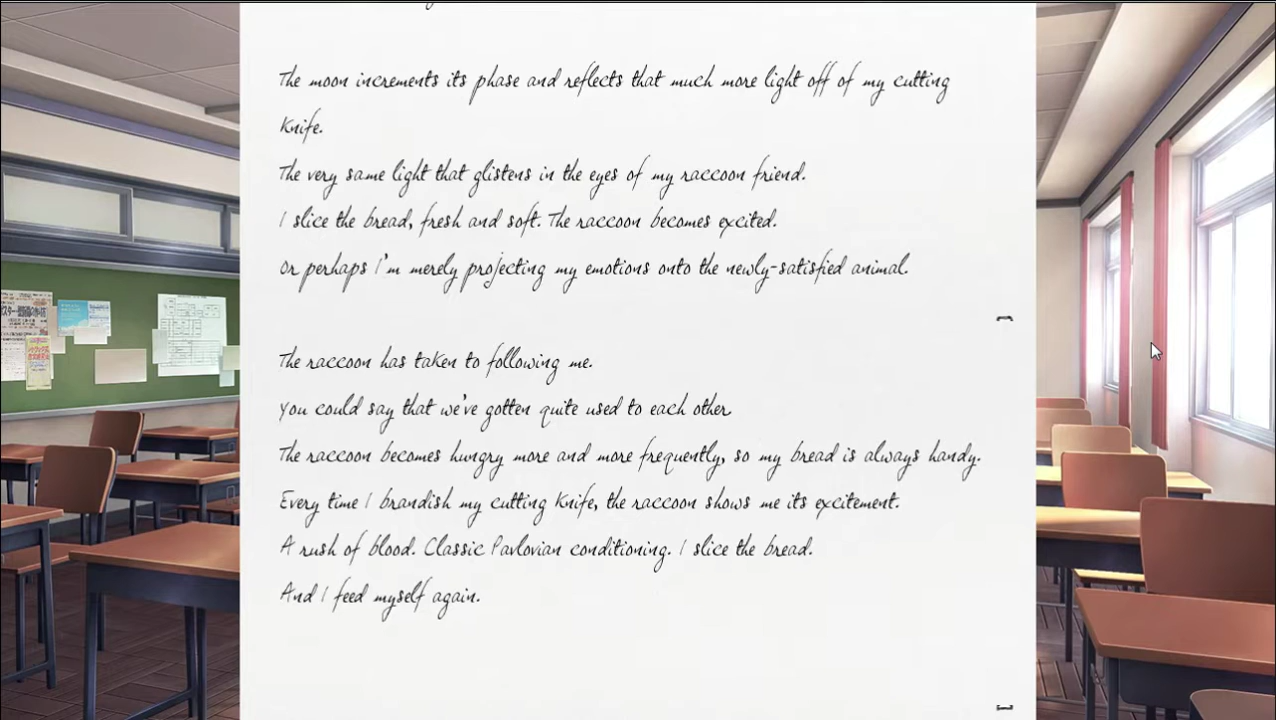 The moon increments its phase and reflects that much more light off of my cutting
knife.
The very same light that glistens in the eyes of my raccoon friend.
I slice the bread, fresh and soft. The raccoon becomes excited.
Or perhaps I'm merely projecting my emotions onto the newly-satisfied animal.
The raccoon has taken to following me.
You could say that we've gotten quite used to each other
The raccoon becomes hungry more and more frequently, so my bread is always handy.
Every time I brandish my cutting knife, the raccoon shows me its excitement.
A rush of blood. Classic Pavlovian conditioning. I slice the bread.
And I feed myself again.